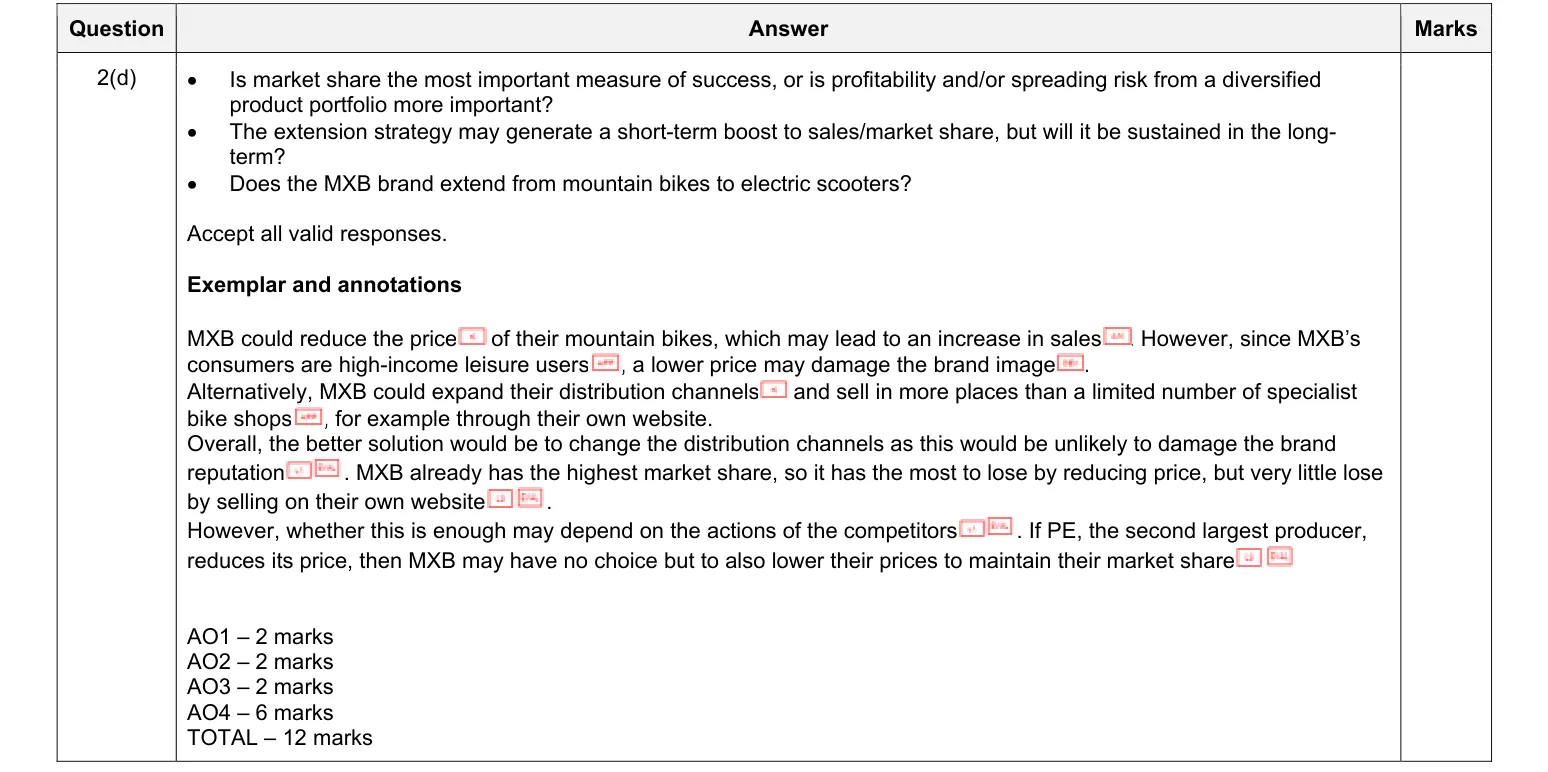 Question Answer Marks
2(d)
• Is market share the most important measure of success, or is profitability and/or spreading risk from a diversified
product portfolio more important?
• The extension strategy may generate a short-term boost to sales/market share, but will it be sustained in the long-
term?
• Does the MXB brand extend from mountain bikes to electric scooters?
Accept all valid responses.
Exemplar and annotations
MXB could reduce the price of their mountain bikes, which may lead to an increase in sales. However, since MXB's
consumers are high-income leisure users, a lower price may damage the brand image.
Alternatively, MXB could expand their distribution channels and sell in more places than a limited number of specialist
bike shops, for example through their own website.
Overall, the better solution would be to change the distribution channels as this would be unlikely to damage the brand
reputation. MXB already has the highest market share, so it has the most to lose by reducing price, but very little lose
by selling on their own website.
However, whether this is enough may depend on the actions of the competitors. If PE, the second largest producer,
reduces its price, then MXB may have no choice but to also lower their prices to maintain their market share
AO1 – 2 marks
AO2 – 2 marks
AO3 – 2 marks
AO4 – 6 marks
TOTAL – 12 marks